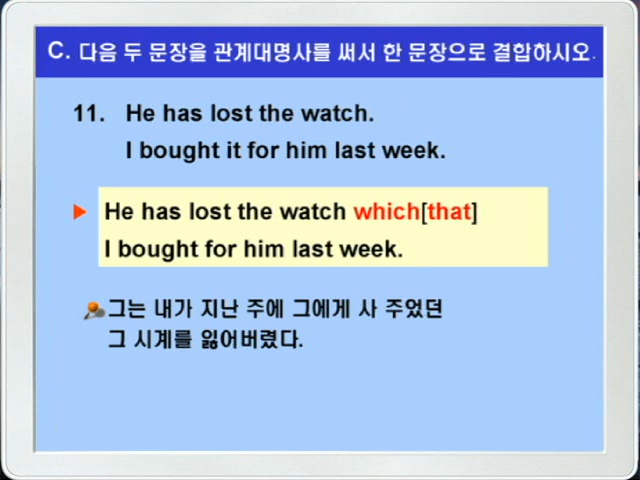 C. 다음 두 문장을 관계대명사를 써서 한 문장으로 결합하시오.
11. He has lost the watch.
I bought it for him last week.
He has lost the watch which[that]
I bought for him last week.
그는 내가 지난 주에 그에게 사 주었던
그 시계를 잃어버렸다.